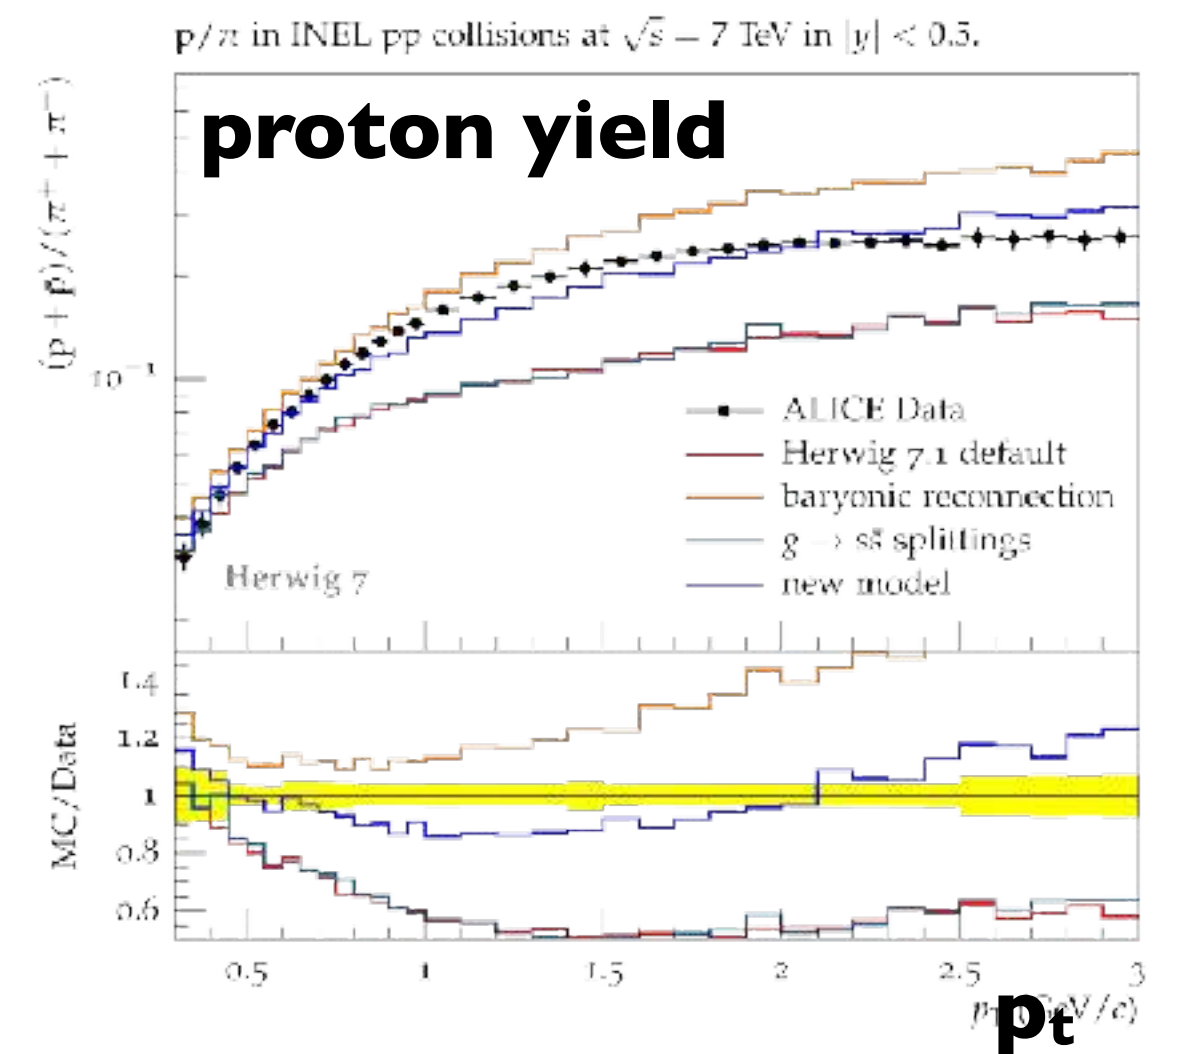 p/π in INEL pp collisions at √s = 7 TeV in |y| < 0.5.
proton yield
(p + p̄)/(π⁺ + π⁻)
10⁻¹
ALICE Data
Herwig 7.1 default
baryonic reconnection
g → ss̄ splittings
new model
Herwig 7
MC/Data
1.4
1.2
1
0.8
0.6
0.5 1 1.5 2 2.5 3
pt